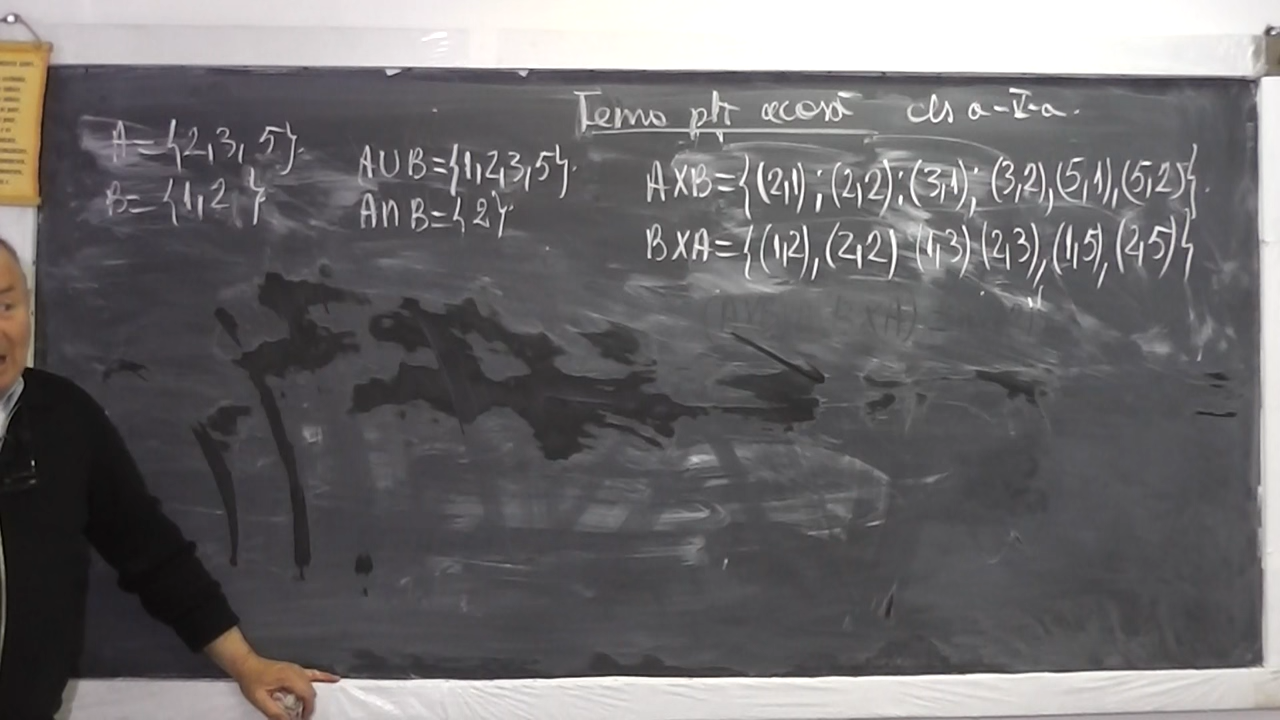 Tema ptr acasă cls a-V-a.
A={2,3,5}.
B={1,2}
A∪B={1,2,3,5}.
A∩B={2}.
A×B={(2,1);(2,2);(3,1);(3,2),(5,1),(5,2)}.
B×A={(1,2),(2,2) (1,3) (2,3),(1,5),(2,5)}